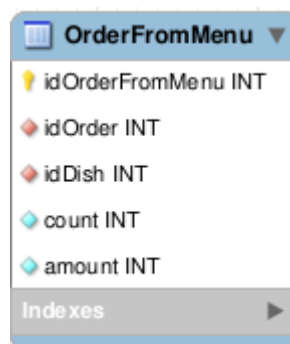 OrderFromMenu
idOrderFromMenu INT
idOrder INT
idDish INT
count INT
amount INT
Indexes